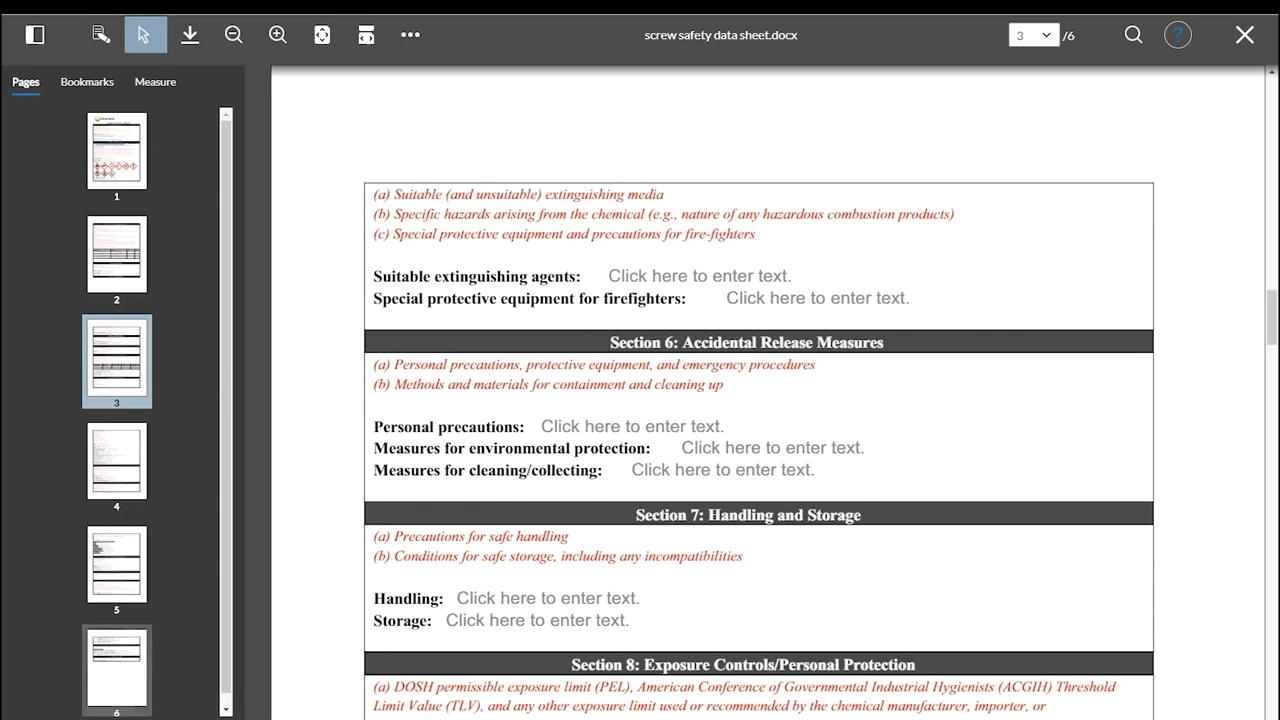 screw safety data sheet.docx
3
/6
?
Pages
Bookmarks
Measure
1
2
3
4
5
6
(a) Suitable (and unsuitable) extinguishing media
(b) Specific hazards arising from the chemical (e.g., nature of any hazardous combustion products)
(c) Special protective equipment and precautions for fire-fighters
Suitable extinguishing agents: Click here to enter text.
Special protective equipment for firefighters: Click here to enter text.
Section 6: Accidental Release Measures
(a) Personal precautions, protective equipment, and emergency procedures
(b) Methods and materials for containment and cleaning up
Personal precautions: Click here to enter text.
Measures for environmental protection: Click here to enter text.
Measures for cleaning/collecting: Click here to enter text.
Section 7: Handling and Storage
(a) Precautions for safe handling
(b) Conditions for safe storage, including any incompatibilities
Handling: Click here to enter text.
Storage: Click here to enter text.
Section 8: Exposure Controls/Personal Protection
(a) DOSH permissible exposure limit (PEL), American Conference of Governmental Industrial Hygienists (ACGIH) Threshold
Limit Value (TLV), and any other exposure limit used or recommended by the chemical manufacturer, importer, or